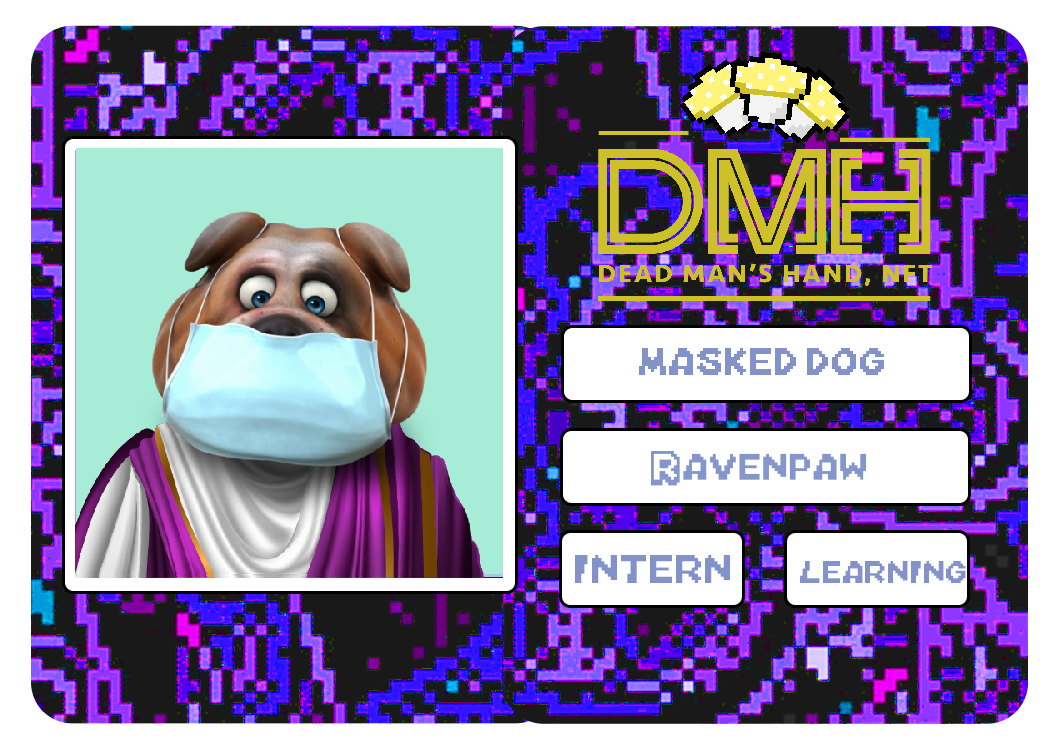 DMH
DEAD MAN'S HAND, NET
MASKED DOG
RAVENPAW
INTERN
LEARNING